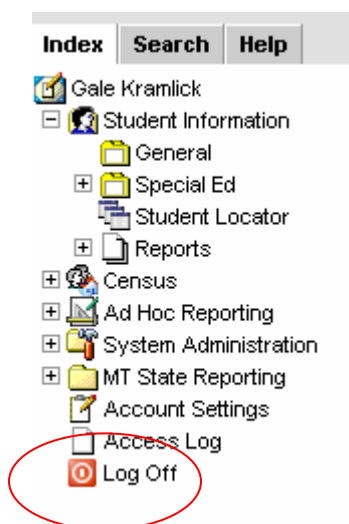 Index Search Help
Gale Kramlick
Student Information
General
Special Ed
Student Locator
Reports
Census
Ad Hoc Reporting
System Administration
MT State Reporting
Account Settings
Access Log
Log Off